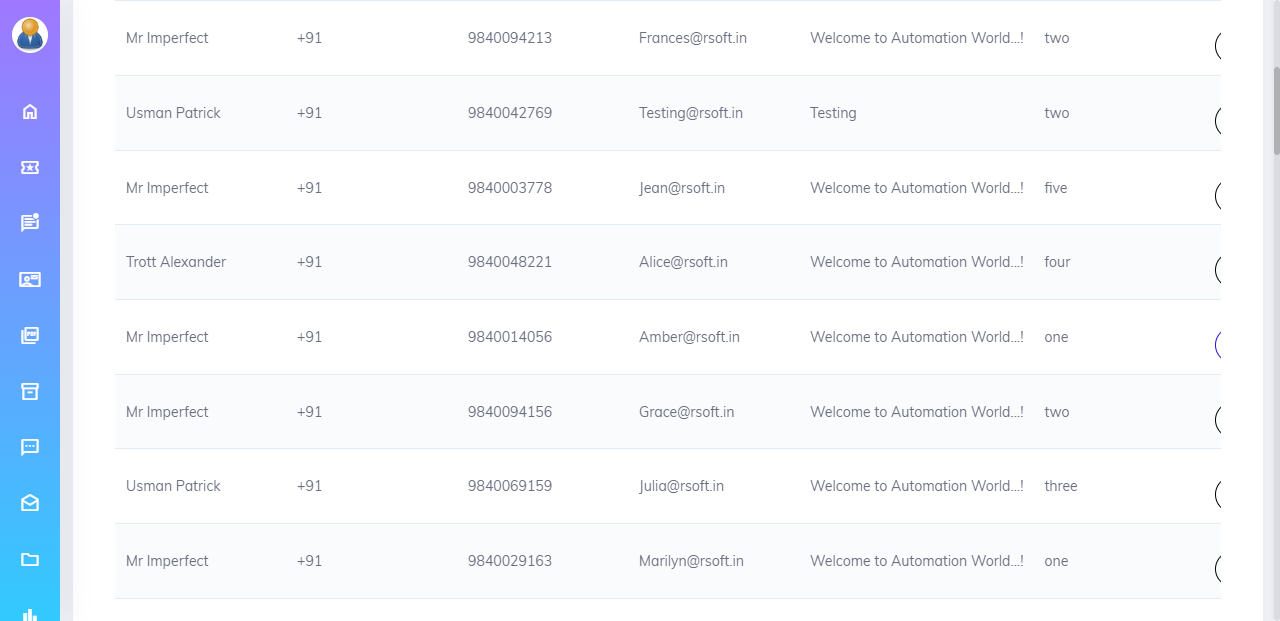 Mr Imperfect +91 9840094213 Frances@rsoft.in Welcome to Automation World...! two
Usman Patrick +91 9840042769 Testing@rsoft.in Testing two
Mr Imperfect +91 9840003778 Jean@rsoft.in Welcome to Automation World...! five
Trott Alexander +91 9840048221 Alice@rsoft.in Welcome to Automation World...! four
Mr Imperfect +91 9840014056 Amber@rsoft.in Welcome to Automation World...! one
Mr Imperfect +91 9840094156 Grace@rsoft.in Welcome to Automation World...! two
Usman Patrick +91 9840069159 Julia@rsoft.in Welcome to Automation World...! three
Mr Imperfect +91 9840029163 Marilyn@rsoft.in Welcome to Automation World...! one